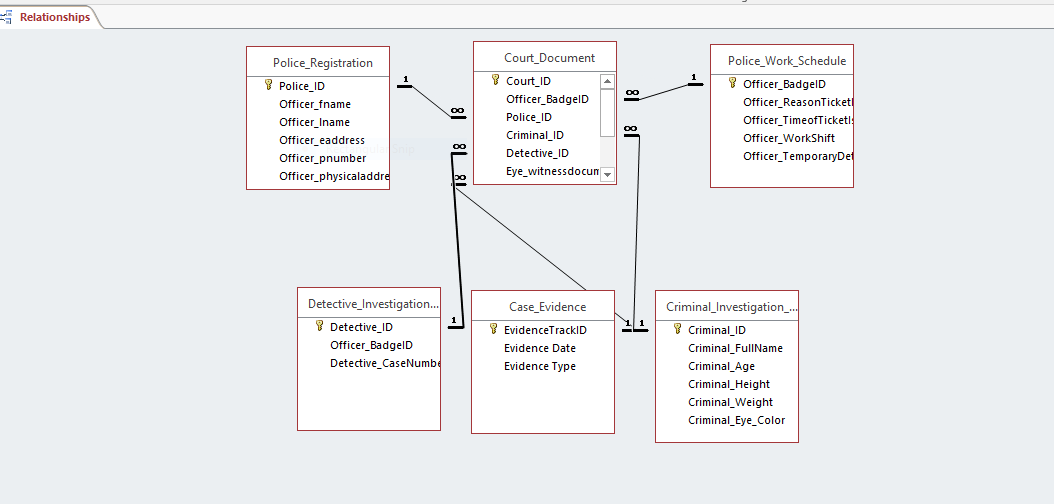 Relationships
Police_Registration
Police_ID
Officer_fname
Officer_lname
Officer_eaddress
Officer_pnumber
Officer_physicaladdre
Court_Document
Court_ID
Officer_BadgeID
Police_ID
Criminal_ID
Detective_ID
Eye_witnessdocum
Police_Work_Schedule
Officer_BadgeID
Officer_ReasonTicketI
Officer_TimeofTicketIs
Officer_WorkShift
Officer_TemporaryDet
1
∞
∞
1
∞
∞
∞
Detective_Investigation...
Detective_ID
Officer_BadgeID
Detective_CaseNumbe
1
Case_Evidence
EvidenceTrackID
Evidence Date
Evidence Type
1
1
Criminal_Investigation_...
Criminal_ID
Criminal_FullName
Criminal_Age
Criminal_Height
Criminal_Weight
Criminal_Eye_Color